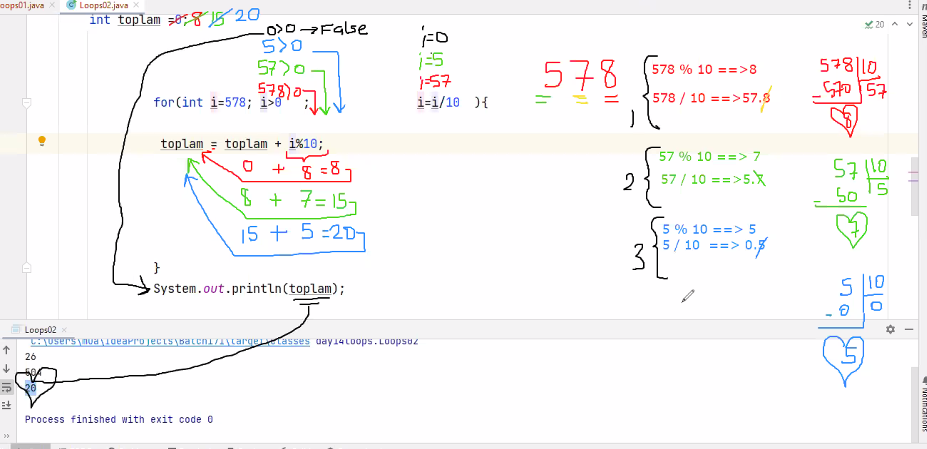 oops01.java × Loops02.java ×
int toplam =0; 8 15 20
20
Maven
0>0 → False
5>0
57>0
578>0
i=0
i=5
i=57
for(int i=578; i>0 i=i/10 ){
toplam = toplam + i%10;
0 + 8=8
8 + 7=15
15 + 5=20
}
System.out.println(toplam);
578
1
578 % 10 ==>8
578 / 10 ==>57.8
2
57 % 10 ==> 7
57 / 10 ==>5.7
3
5 % 10 ==> 5
5 / 10 ==> 0.5
578 10
- 570 57
8
57 10
- 50 5
7
5 10
- 0 0
5
Loops02 ×
C:\Users\MUA\IdeaProjects\Batch171\target\classes day14loops.Loops02
26
504
20
Process finished with exit code 0
Notifications